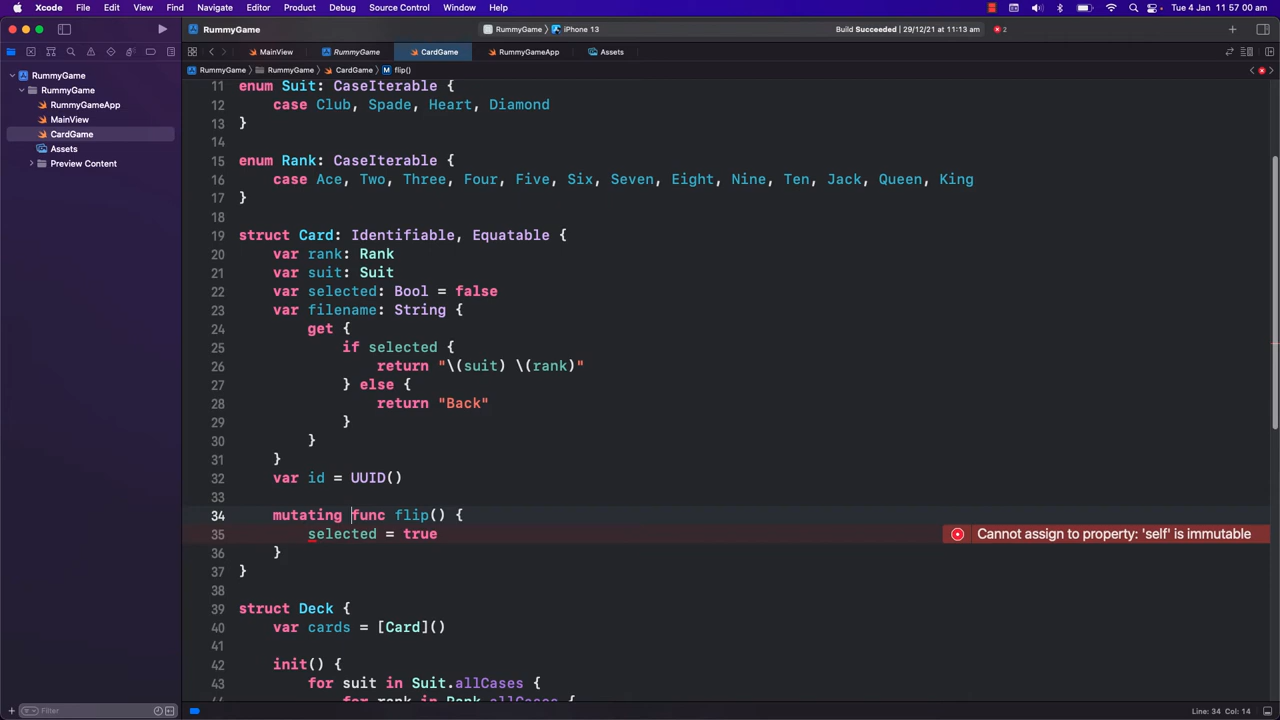 Xcode File Edit View Find Navigate Editor Product Debug Source Control Window Help Tue 4 Jan 11 57 00 am
RummyGame RummyGame iPhone 13 Build Succeeded | 29/12/21 at 11:13 am 2
MainView RummyGame CardGame RummyGameApp Assets
RummyGame RummyGame CardGame M flip()
RummyGame
RummyGame
RummyGameApp
MainView
CardGame
Assets
Preview Content
11 enum Suit: CaseIterable {
12 case Club, Spade, Heart, Diamond
13 }
14
15 enum Rank: CaseIterable {
16 case Ace, Two, Three, Four, Five, Six, Seven, Eight, Nine, Ten, Jack, Queen, King
17 }
18
19 struct Card: Identifiable, Equatable {
20 var rank: Rank
21 var suit: Suit
22 var selected: Bool = false
23 var filename: String {
24 get {
25 if selected {
26 return "\(suit) \(rank)"
27 } else {
28 return "Back"
29 }
30 }
31 }
32 var id = UUID()
33
34 mutating func flip() {
35 selected = true Cannot assign to property: 'self' is immutable
36 }
37 }
38
39 struct Deck {
40 var cards = [Card]()
41
42 init() {
43 for suit in Suit.allCases {
44 for rank in Rank.allCases {
Filter Line: 34 Col: 14